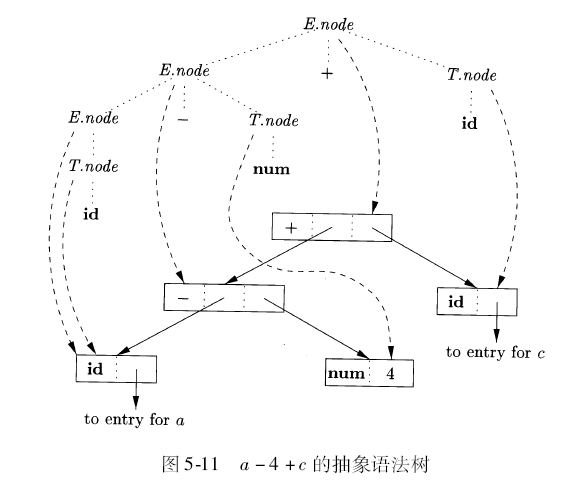 E.node
E.node + T.node
E.node − T.node id
T.node num
id
+
− id
to entry for c
id num 4
to entry for a
图 5-11 a − 4 + c 的抽象语法树